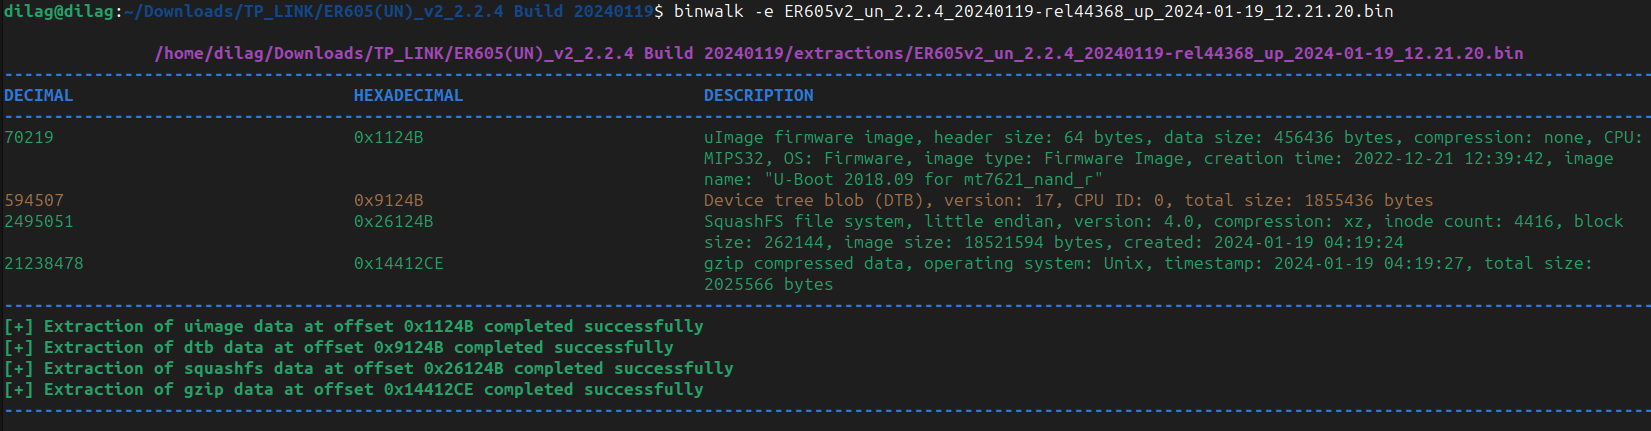 dilag@dilag:~/Downloads/TP_LINK/ER605(UN)_v2_2.2.4 Build 20240119$ binwalk -e ER605v2_un_2.2.4_20240119-rel44368_up_2024-01-19_12.21.20.bin
/home/dilag/Downloads/TP_LINK/ER605(UN)_v2_2.2.4 Build 20240119/extractions/ER605v2_un_2.2.4_20240119-rel44368_up_2024-01-19_12.21.20.bin
DECIMAL HEXADECIMAL DESCRIPTION
70219 0x1124B uImage firmware image, header size: 64 bytes, data size: 456436 bytes, compression: none, CPU:
MIPS32, OS: Firmware, image type: Firmware Image, creation time: 2022-12-21 12:39:42, image
name: "U-Boot 2018.09 for mt7621_nand_r"
594507 0x9124B Device tree blob (DTB), version: 17, CPU ID: 0, total size: 1855436 bytes
2495051 0x26124B SquashFS file system, little endian, version: 4.0, compression: xz, inode count: 4416, block
size: 262144, image size: 18521594 bytes, created: 2024-01-19 04:19:24
21238478 0x14412CE gzip compressed data, operating system: Unix, timestamp: 2024-01-19 04:19:27, total size:
2025566 bytes
[+] Extraction of uimage data at offset 0x1124B completed successfully
[+] Extraction of dtb data at offset 0x9124B completed successfully
[+] Extraction of squashfs data at offset 0x26124B completed successfully
[+] Extraction of gzip data at offset 0x14412CE completed successfully